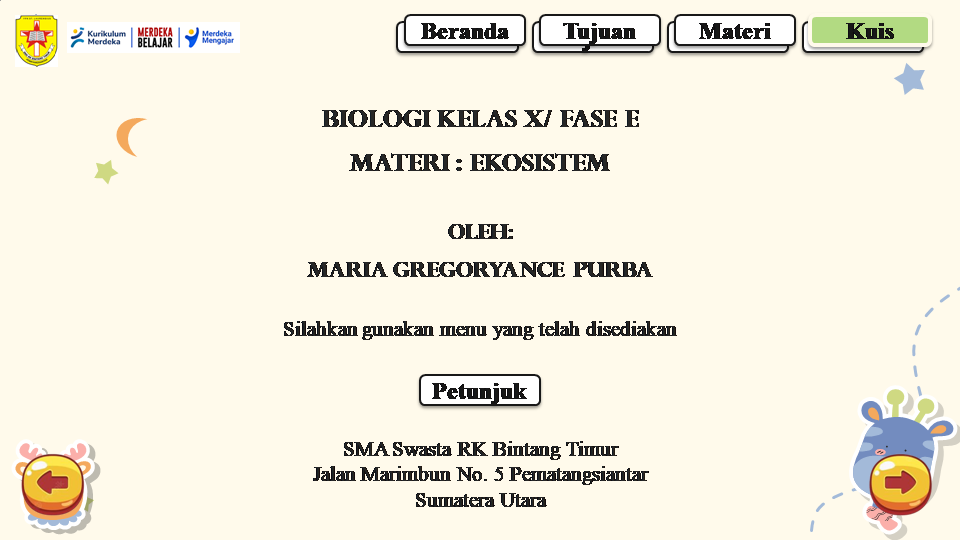 Kurikulum
Merdeka
MERDEKA
BELAJAR
Merdeka
Mengajar
Beranda
Tujuan
Materi
Kuis
BIOLOGI KELAS X/ FASE E
MATERI : EKOSISTEM
OLEH:
MARIA GREGORYANCE PURBA
Silahkan gunakan menu yang telah disediakan
Petunjuk
SMA Swasta RK Bintang Timur
Jalan Marimbun No. 5 Pematangsiantar
Sumatera Utara